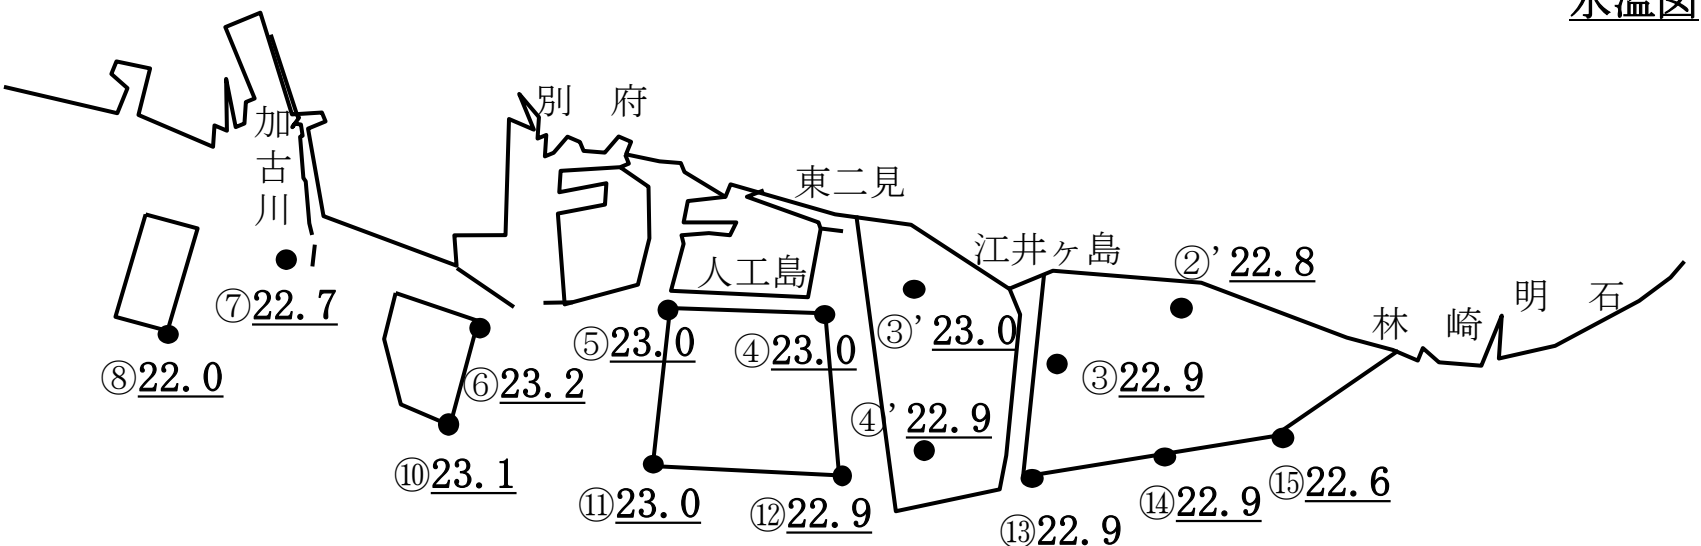 水温図
別府
加古川
東二見
江井ヶ島
②' 22.8
人工島
明石
⑦22.7
林崎
③' 23.0
⑤23.0
④23.0
⑧22.0
⑥23.2
③22.9
④' 22.9
⑩23.1
⑪23.0
⑫22.9
⑬22.9
⑭22.9
⑮22.6